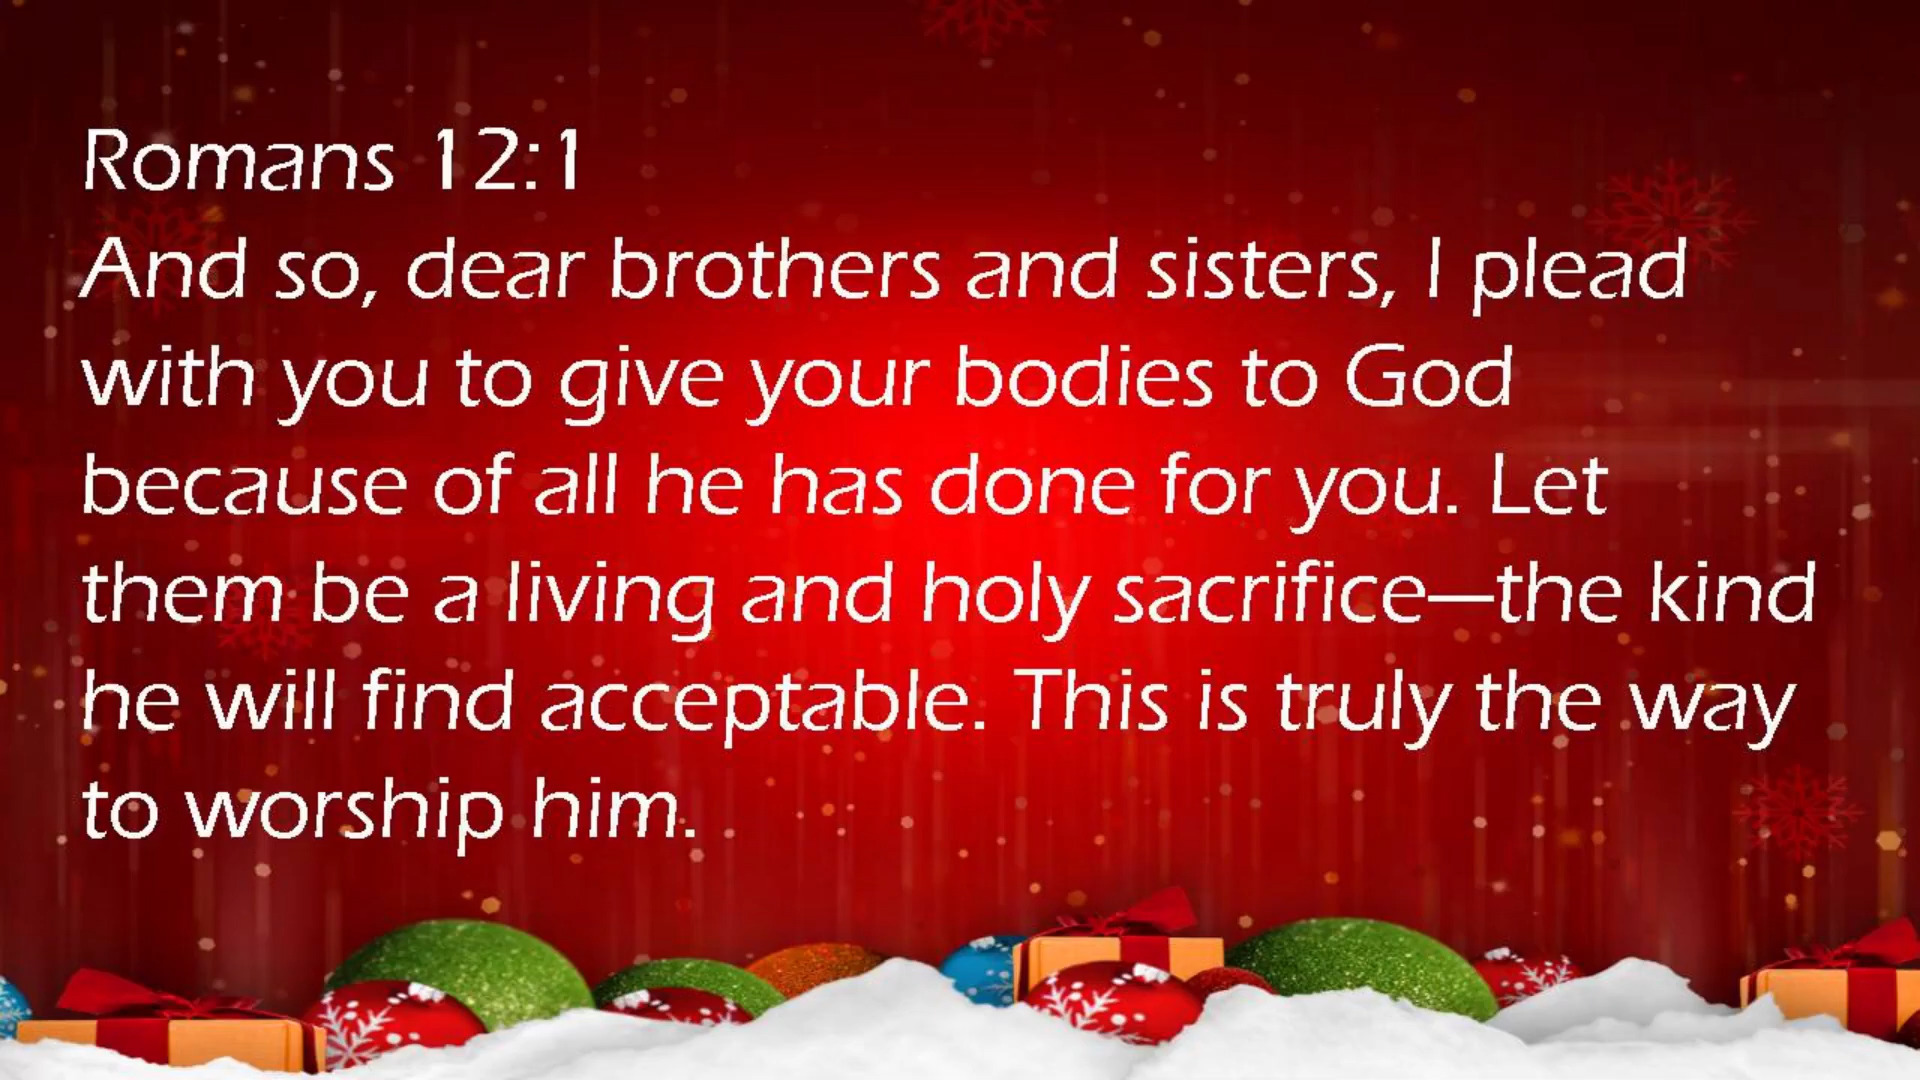 Romans 12:1
And so, dear brothers and sisters, I plead
with you to give your bodies to God
because of all he has done for you. Let
them be a living and holy sacrifice—the kind
he will find acceptable. This is truly the way
to worship him.